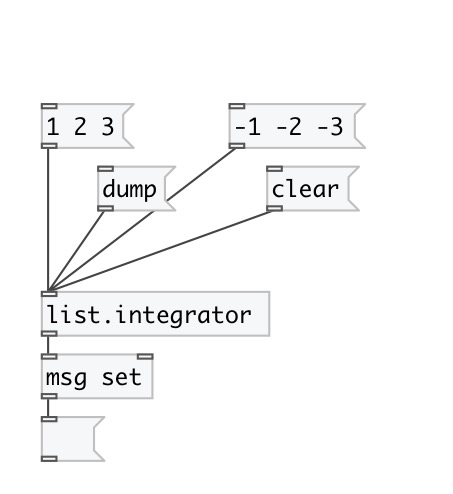 1 2 3
-1 -2 -3
dump
clear
list.integrator
msg set